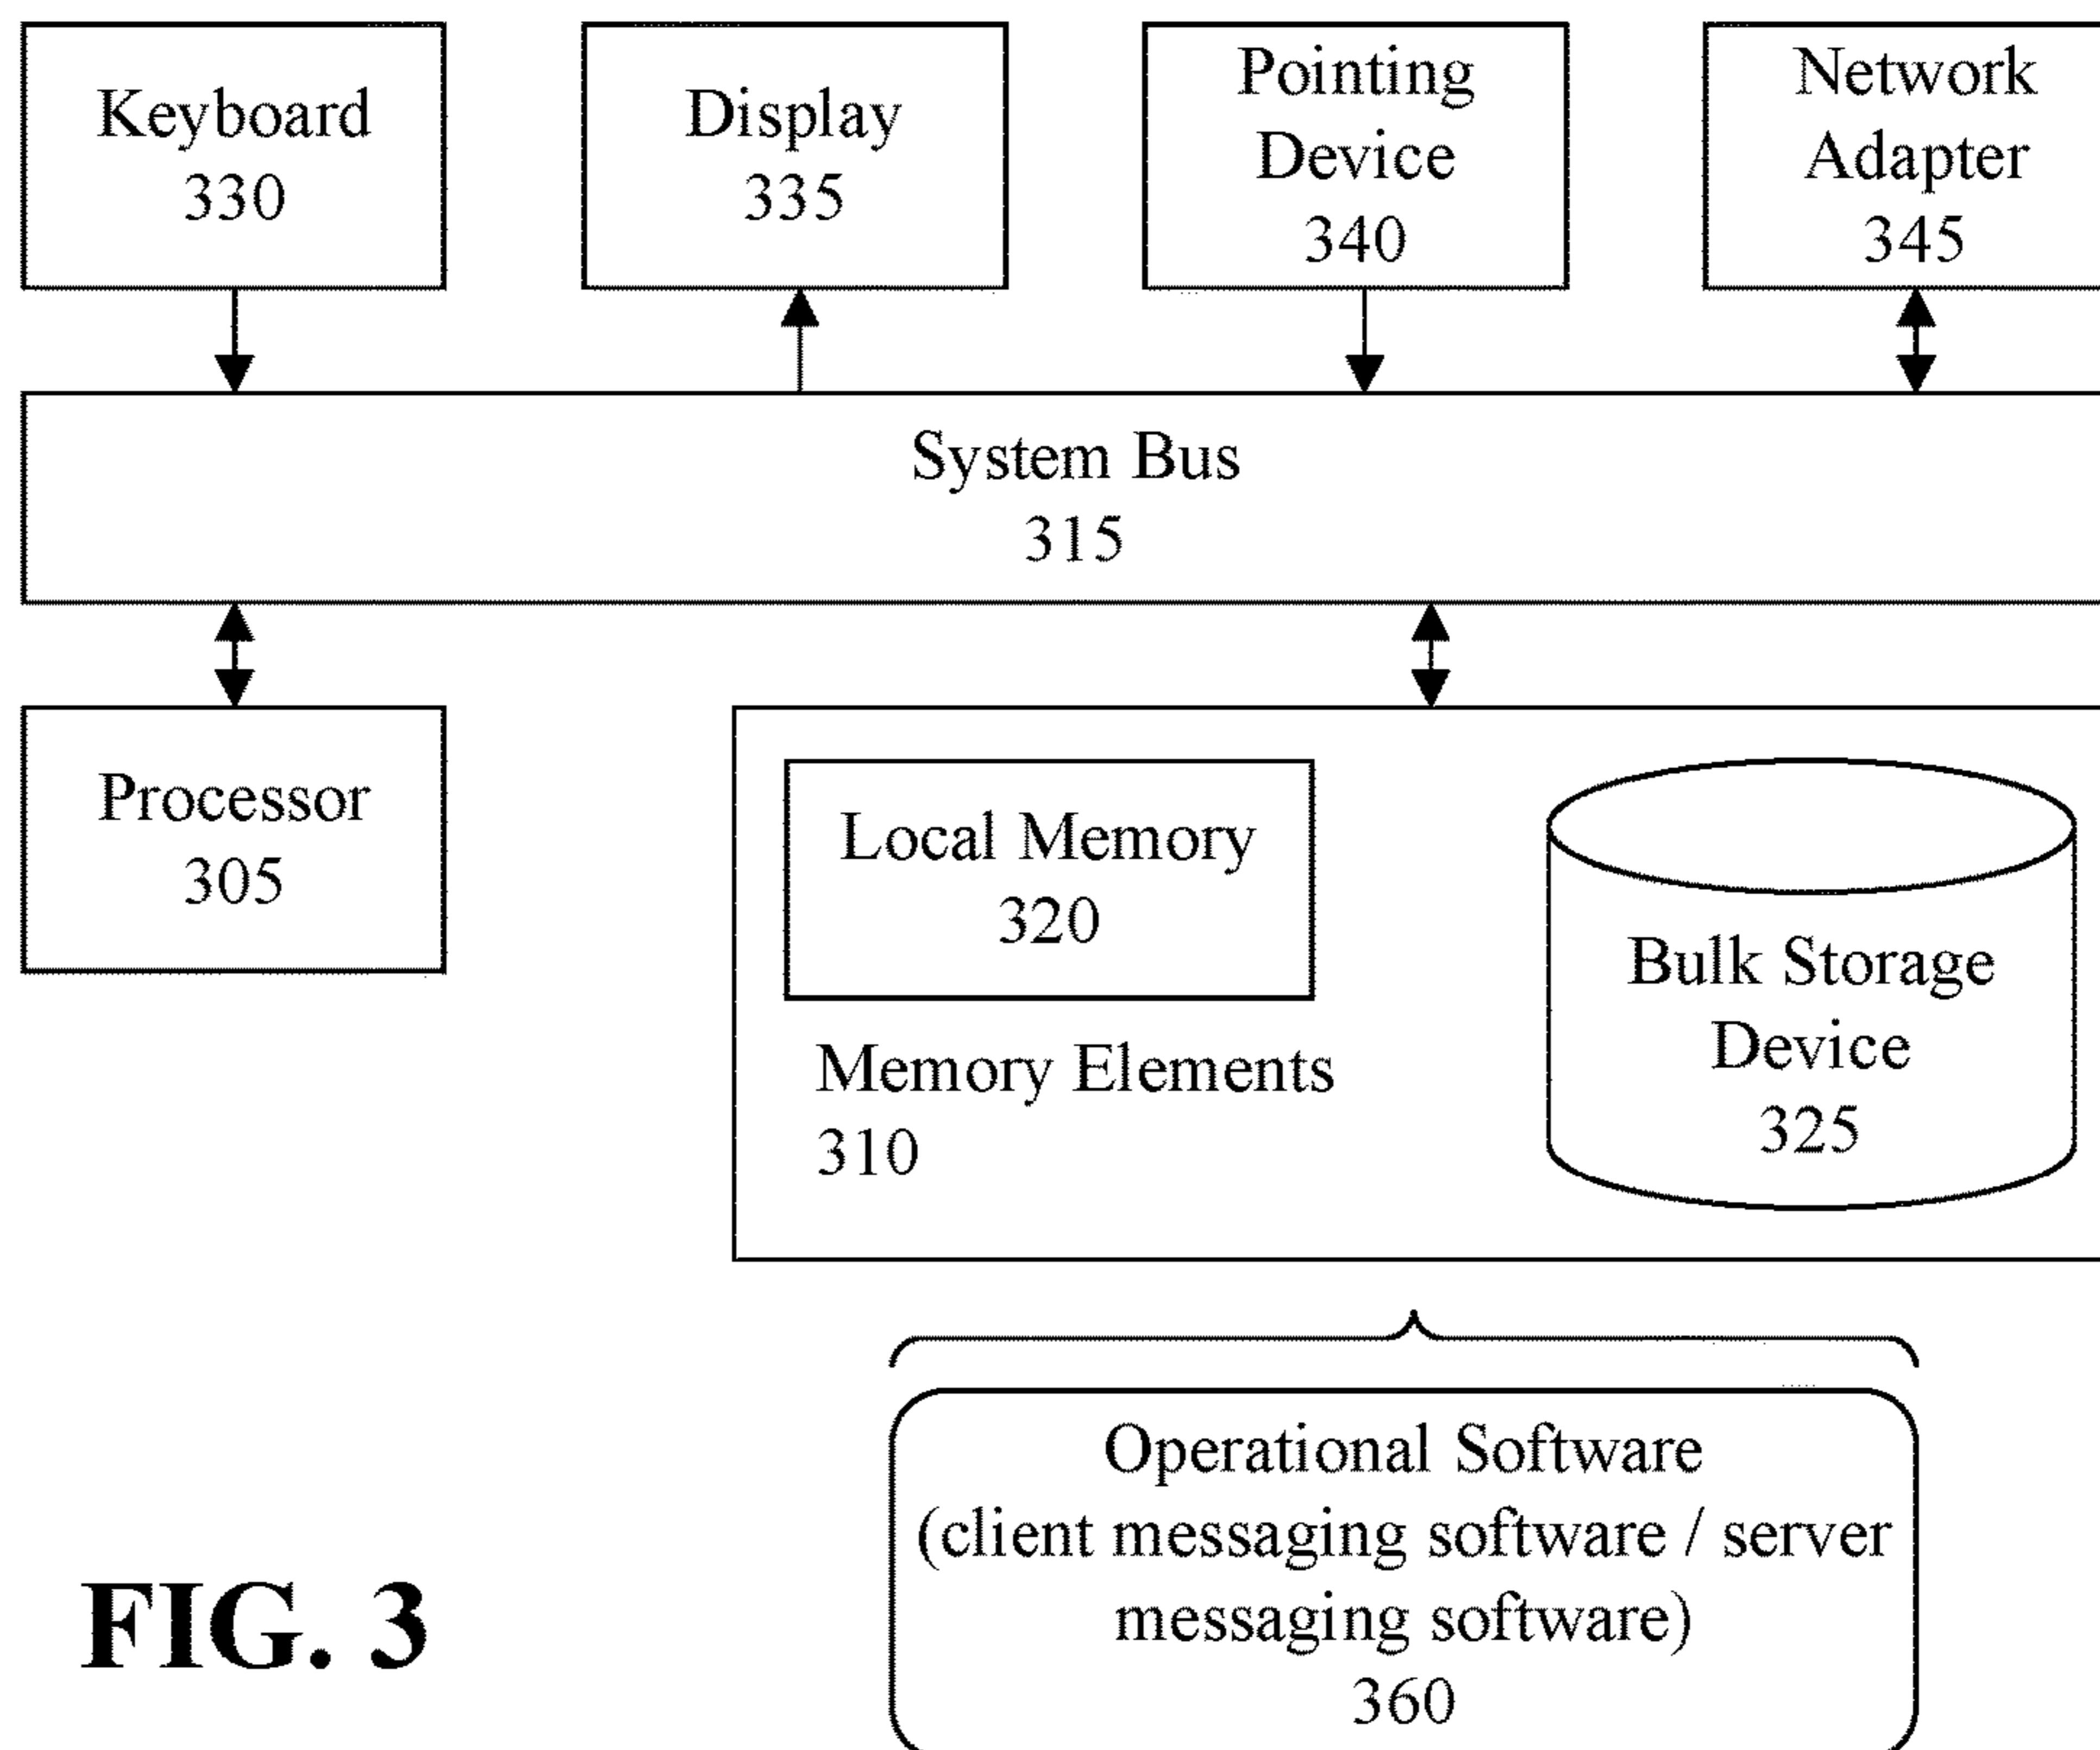 Keyboard
330
Display
335
Pointing
Device
340
Network
Adapter
345
System Bus
315
Processor
305
Local Memory
320
Memory Elements
310
Bulk Storage
Device
325
Operational Software
(client messaging software / server
messaging software)
360
FIG. 3